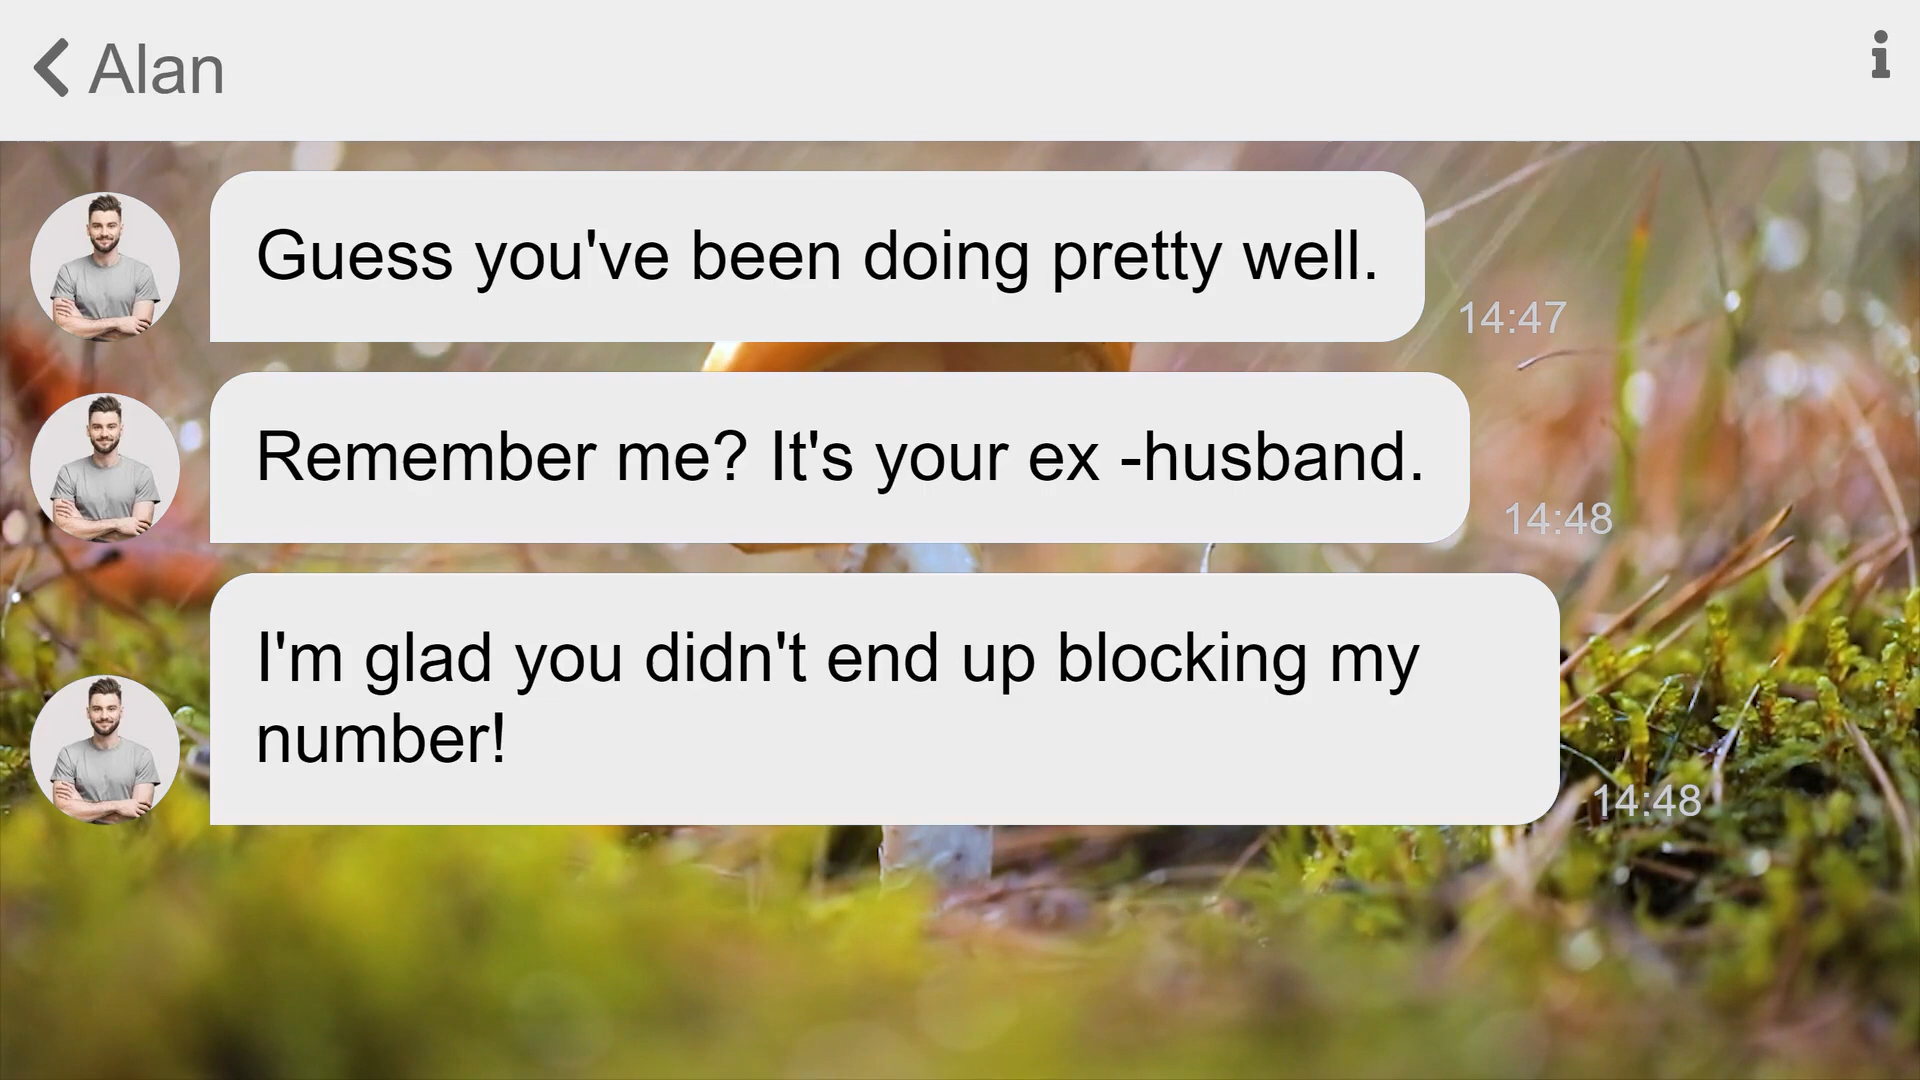 Alan
Guess you've been doing pretty well.
14:47
Remember me? It's your ex -husband.
14:48
I'm glad you didn't end up blocking my
number!
14:48